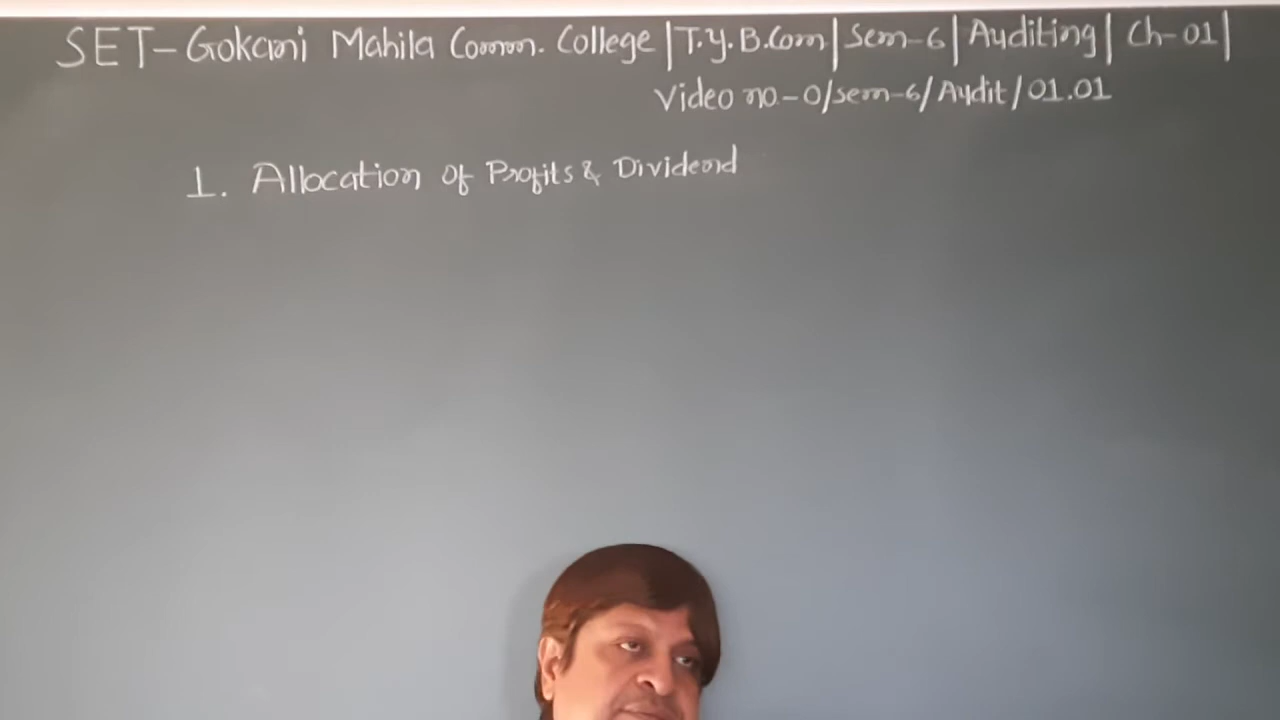 SET-Gokani Mahila Comm. College | T.Y.B.Com | Sem-6 | Auditing | Ch-01 |
Video no.-0/sem-6/Audit/01.01
1. Allocation of Profits & Dividend